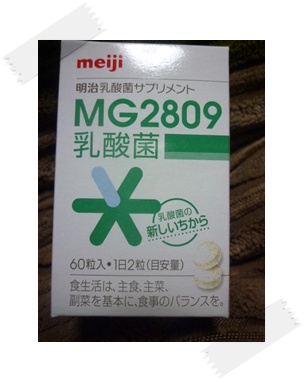 meiji
明治乳酸菌サプリメント
MG2809
乳酸菌
乳酸菌の
新しいちから
60粒入•1日2粒(目安量)
食生活は、主食、主菜、
副菜を基本に、食事のバランスを。